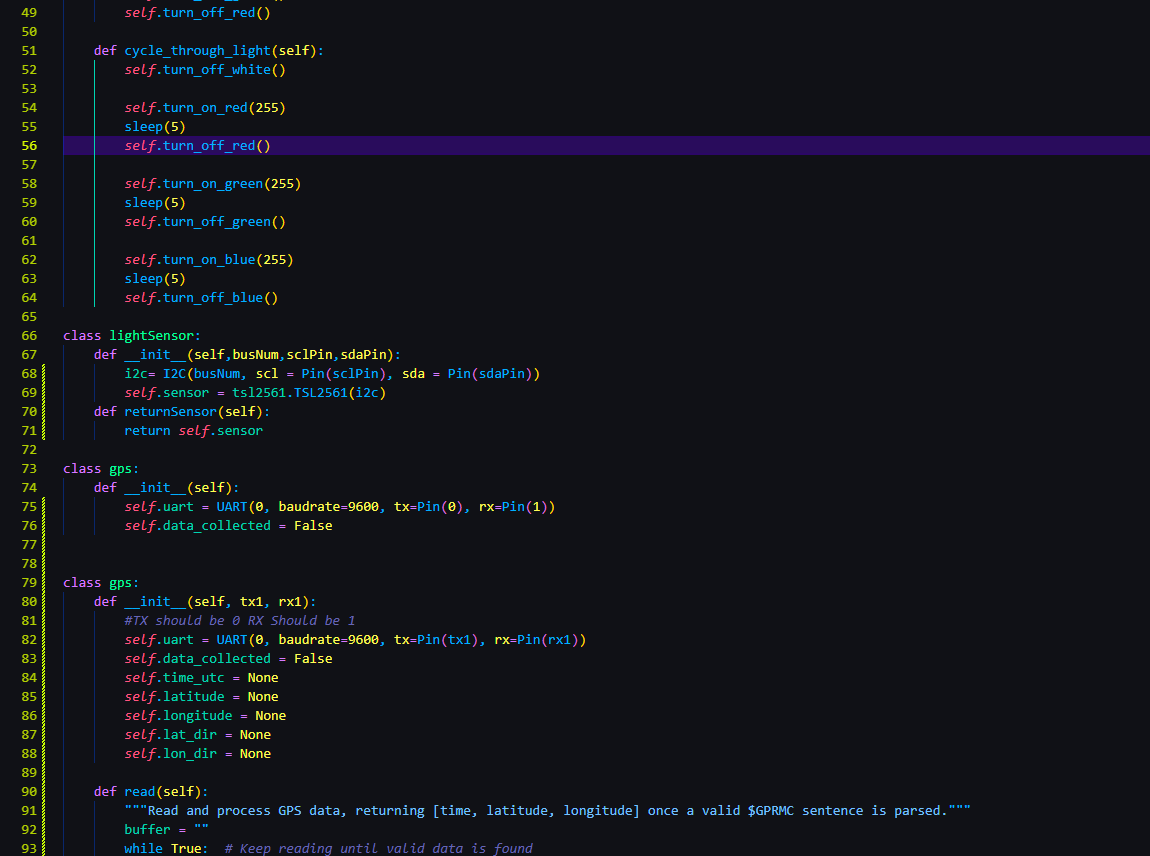 49 self.turn_off_red()
50
51 def cycle_through_light(self):
52 self.turn_off_white()
53
54 self.turn_on_red(255)
55 sleep(5)
56 self.turn_off_red()
57
58 self.turn_on_green(255)
59 sleep(5)
60 self.turn_off_green()
61
62 self.turn_on_blue(255)
63 sleep(5)
64 self.turn_off_blue()
65
66 class lightSensor:
67 def __init__(self,busNum,sclPin,sdaPin):
68 i2c= I2C(busNum, scl = Pin(sclPin), sda = Pin(sdaPin))
69 self.sensor = tsl2561.TSL2561(i2c)
70 def returnSensor(self):
71 return self.sensor
72
73 class gps:
74 def __init__(self):
75 self.uart = UART(0, baudrate=9600, tx=Pin(0), rx=Pin(1))
76 self.data_collected = False
77
78
79 class gps:
80 def __init__(self, tx1, rx1):
81 #TX should be 0 RX Should be 1
82 self.uart = UART(0, baudrate=9600, tx=Pin(tx1), rx=Pin(rx1))
83 self.data_collected = False
84 self.time_utc = None
85 self.latitude = None
86 self.longitude = None
87 self.lat_dir = None
88 self.lon_dir = None
89
90 def read(self):
91 """Read and process GPS data, returning [time, latitude, longitude] once a valid $GPRMC sentence is parsed."""
92 buffer = ""
93 while True: # Keep reading until valid data is found